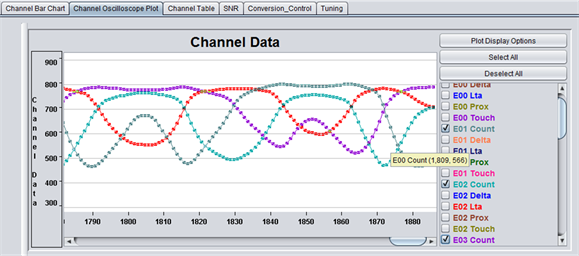 Channel Bar Chart Channel Oscilloscope Plot Channel Table SNR Conversion_Control Tuning
Channel Data
Plot Display Options
Select All
Deselect All
Channel Data
900
800
700
600
500
400
300
1790 1800 1810 1820 1830 1840 1850 1860 1870 1880
E00 Count (1,809, 566)
E00 Delta
E00 Lta
E00 Prox
E00 Touch
E01 Count
E01 Delta
E01 Lta
Prox
E01 Touch
E02 Count
E02 Delta
E02 Lta
E02 Prox
E02 Touch
E03 Count